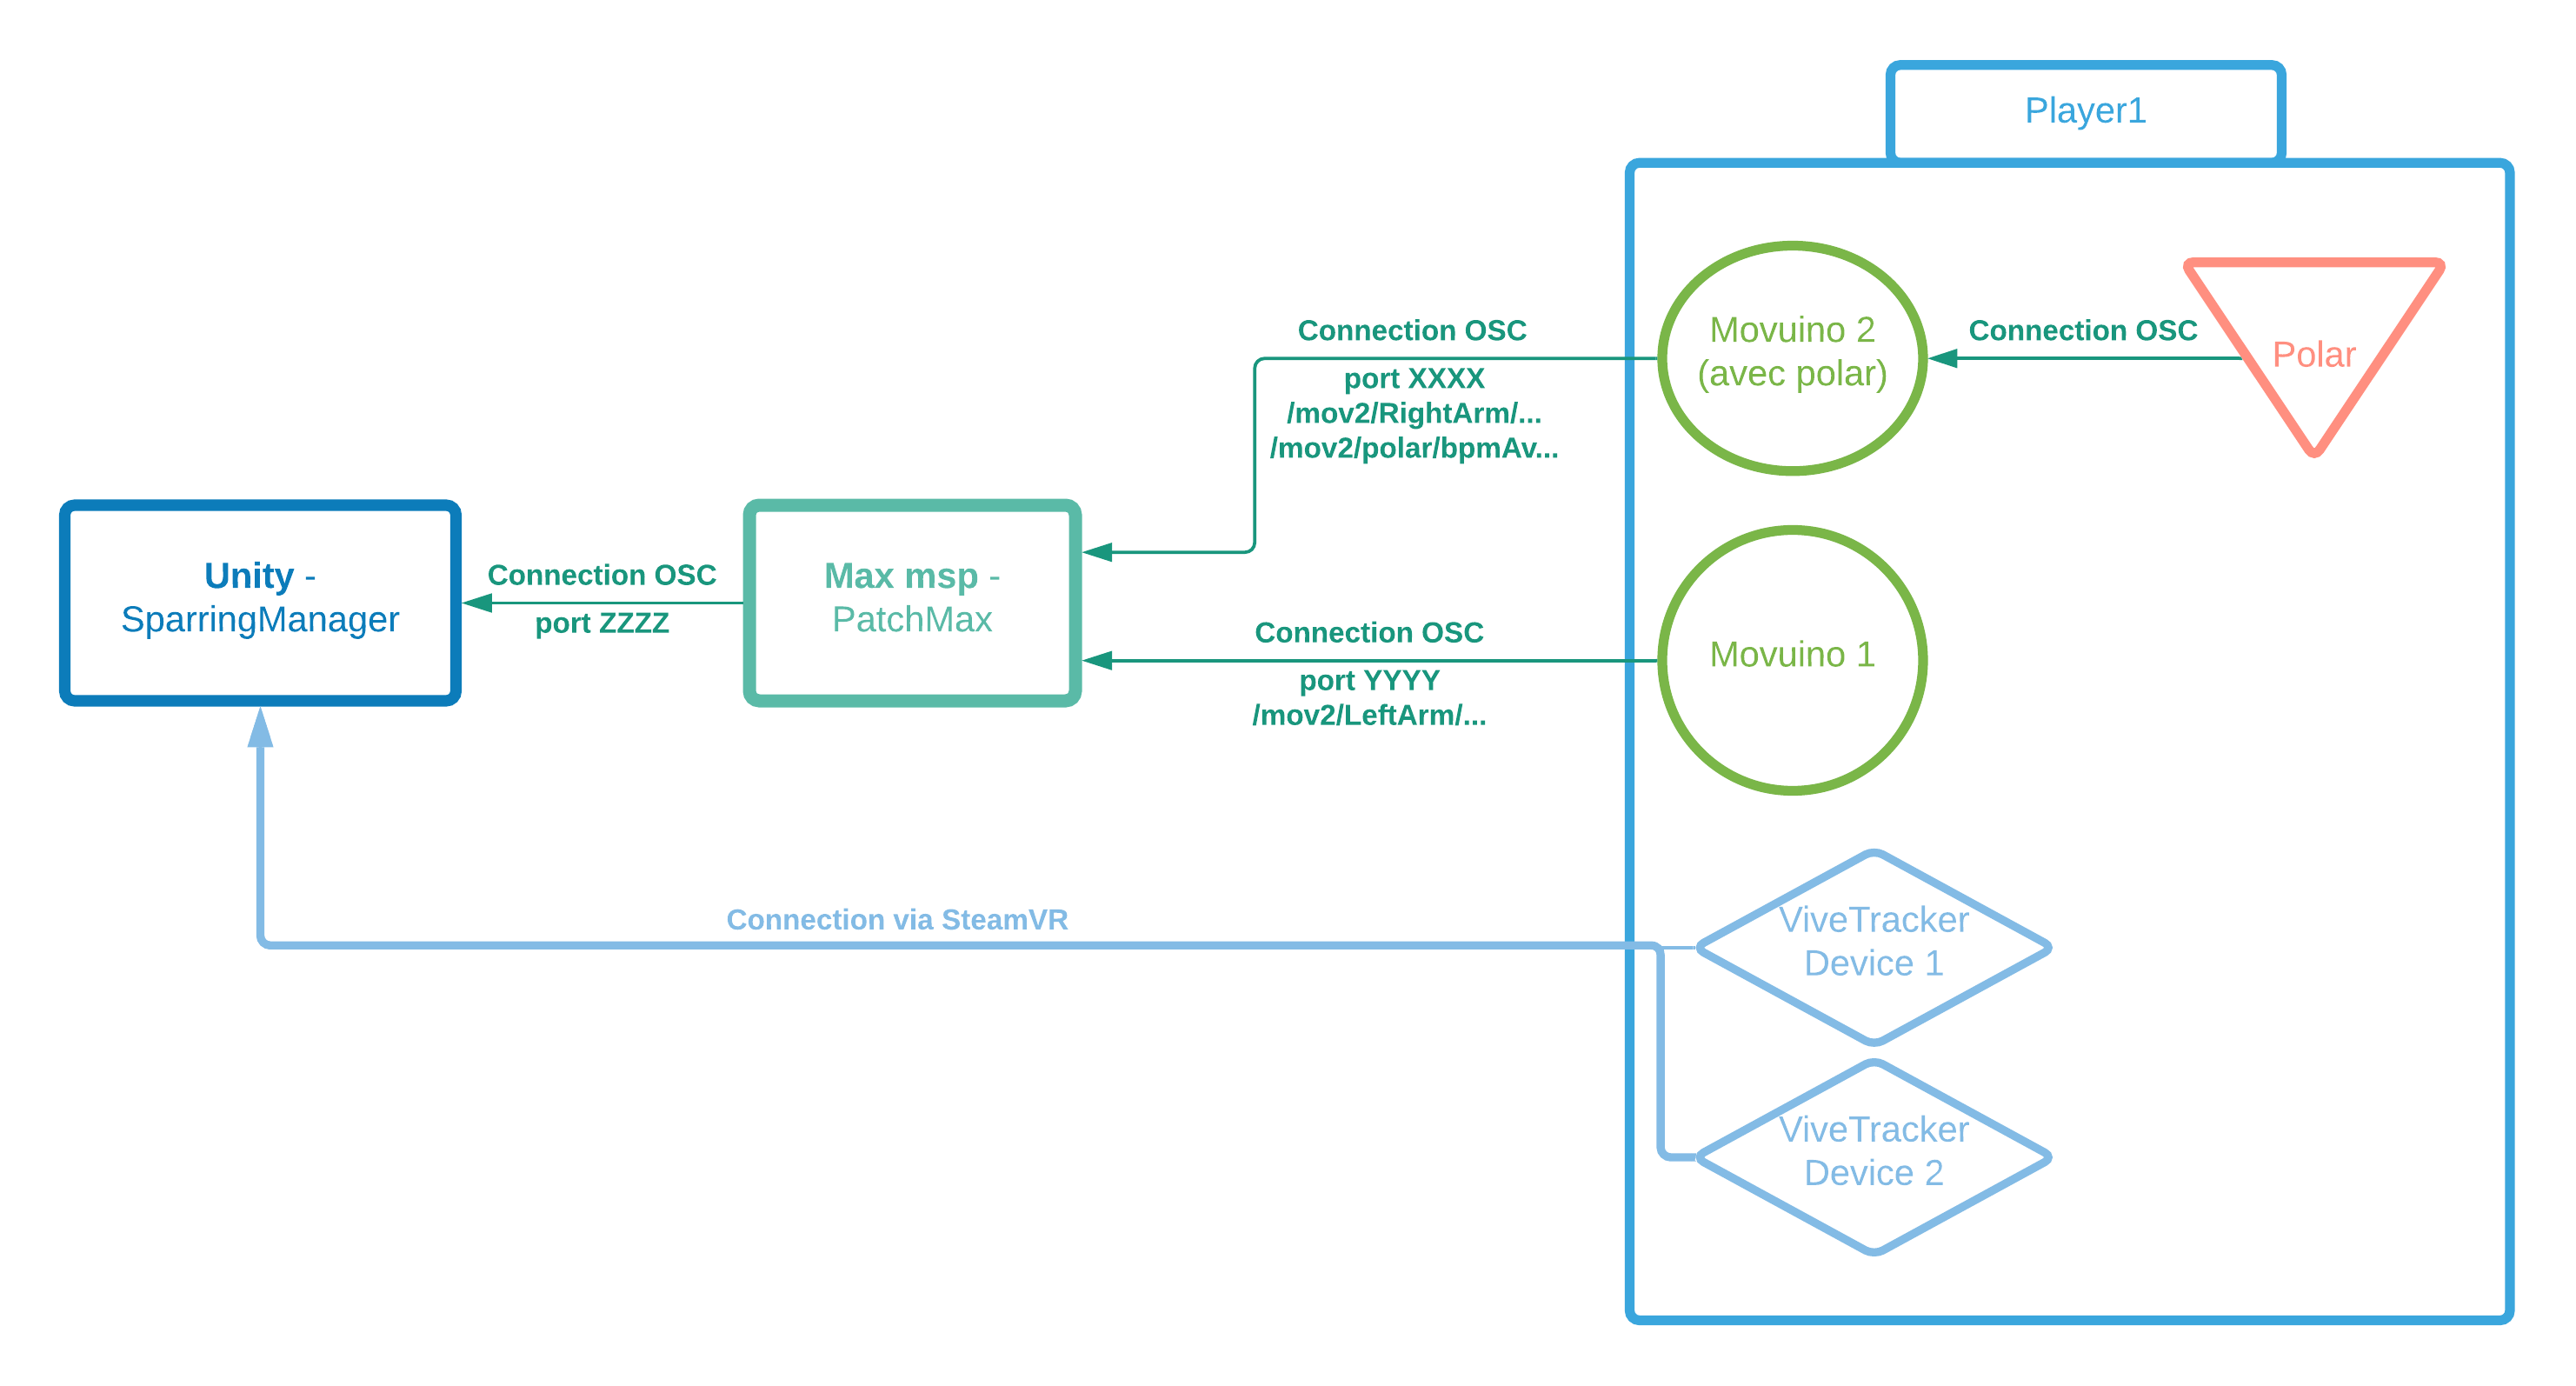 Player1
Connection OSC
port XXXX
/mov2/RightArm/...
/mov2/polar/bpmAv...
Movuino 2
(avec polar)
Connection OSC
Polar
Unity -
SparringManager
Connection OSC
port ZZZZ
Max msp -
PatchMax
Connection OSC
port YYYY
/mov2/LeftArm/...
Movuino 1
Connection via SteamVR
ViveTracker
Device 1
ViveTracker
Device 2